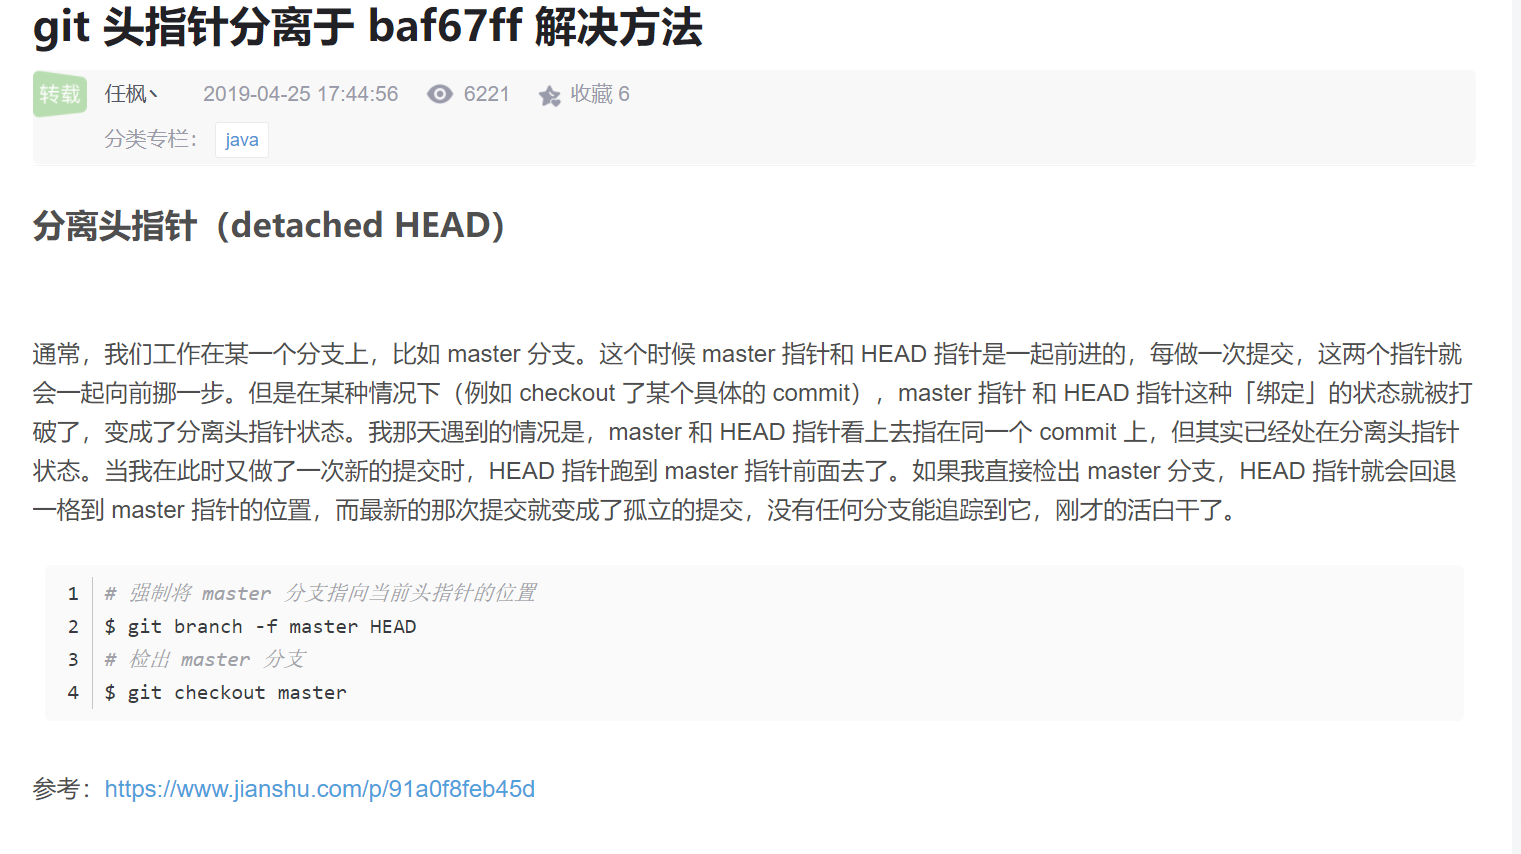 git 头指针分离于 baf67ff 解决方法
转载 任枫丶 2019-04-25 17:44:56 6221 收藏 6
分类专栏： java
分离头指针（detached HEAD）
通常，我们工作在某一个分支上，比如 master 分支。这个时候 master 指针和 HEAD 指针是一起前进的，每做一次提交，这两个指针就
会一起向前挪一步。但是在某种情况下（例如 checkout 了某个具体的 commit），master 指针 和 HEAD 指针这种「绑定」的状态就被打
破了，变成了分离头指针状态。我那天遇到的情况是，master 和 HEAD 指针看上去指在同一个 commit 上，但其实已经处在分离头指针
状态。当我在此时又做了一次新的提交时，HEAD 指针跑到 master 指针前面去了。如果我直接检出 master 分支，HEAD 指针就会回退
一格到 master 指针的位置，而最新的那次提交就变成了孤立的提交，没有任何分支能追踪到它，刚才的活白干了。
1 # 强制将 master 分支指向当前头指针的位置
2 $ git branch -f master HEAD
3 # 检出 master 分支
4 $ git checkout master
参考：https://www.jianshu.com/p/91a0f8feb45d